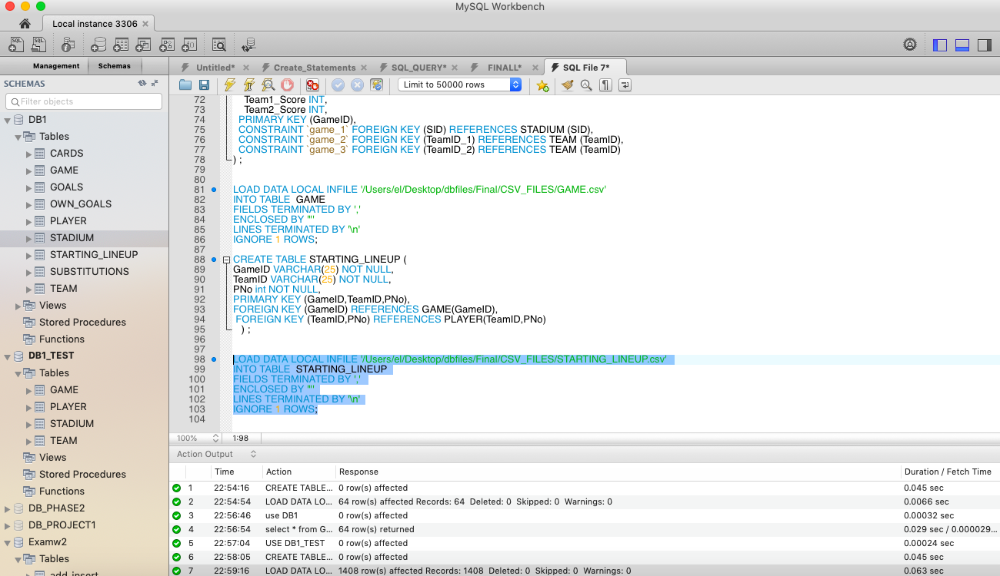 MySQL Workbench
Local instance 3306
Management Schemas
Untitled* Create_Statements SQL_QUERY* FINALL* SQL File 7*
SCHEMAS
Limit to 50000 rows
Filter objects
DB1
Tables
CARDS
GAME
GOALS
OWN_GOALS
PLAYER
STADIUM
STARTING_LINEUP
SUBSTITUTIONS
TEAM
Views
Stored Procedures
Functions
DB1_TEST
Tables
GAME
PLAYER
STADIUM
TEAM
Views
Stored Procedures
Functions
DB_PHASE2
DB_PROJECT1
Examw2
Tables
add_insert
72 Team1_Score INT,
73 Team2_Score INT,
74 PRIMARY KEY (GameID),
75 CONSTRAINT `game_1` FOREIGN KEY (SID) REFERENCES STADIUM (SID),
76 CONSTRAINT `game_2` FOREIGN KEY (TeamID_1) REFERENCES TEAM (TeamID),
77 CONSTRAINT `game_3` FOREIGN KEY (TeamID_2) REFERENCES TEAM (TeamID)
78 ) ;
79
80
81 LOAD DATA LOCAL INFILE '/Users/el/Desktop/dbfiles/Final/CSV_FILES/GAME.csv'
82 INTO TABLE GAME
83 FIELDS TERMINATED BY ','
84 ENCLOSED BY '"'
85 LINES TERMINATED BY '\n'
86 IGNORE 1 ROWS;
87
88 CREATE TABLE STARTING_LINEUP (
89 GameID VARCHAR(25) NOT NULL,
90 TeamID VARCHAR(25) NOT NULL,
91 PNo int NOT NULL,
92 PRIMARY KEY (GameID,TeamID,PNo),
93 FOREIGN KEY (GameID) REFERENCES GAME(GameID),
94 FOREIGN KEY (TeamID,PNo) REFERENCES PLAYER(TeamID,PNo)
95 ) ;
96
97
98 LOAD DATA LOCAL INFILE '/Users/el/Desktop/dbfiles/Final/CSV_FILES/STARTING_LINEUP.csv'
99 INTO TABLE STARTING_LINEUP
100 FIELDS TERMINATED BY ','
101 ENCLOSED BY '"'
102 LINES TERMINATED BY '\n'
103 IGNORE 1 ROWS;
104
100% 1:98
Action Output
Time Action Response Duration / Fetch Time
1 22:54:16 CREATE TABLE... 0 row(s) affected 0.045 sec
2 22:54:54 LOAD DATA LO... 64 row(s) affected Records: 64 Deleted: 0 Skipped: 0 Warnings: 0 0.0066 sec
3 22:56:46 use DB1 0 row(s) affected 0.00032 sec
4 22:56:54 select * from G... 64 row(s) returned 0.029 sec / 0.000029...
5 22:57:04 USE DB1_TEST 0 row(s) affected 0.00024 sec
6 22:58:05 CREATE TABLE... 0 row(s) affected 0.045 sec
7 22:59:16 LOAD DATA LO... 1408 row(s) affected Records: 1408 Deleted: 0 Skipped: 0 Warnings: 0 0.063 sec